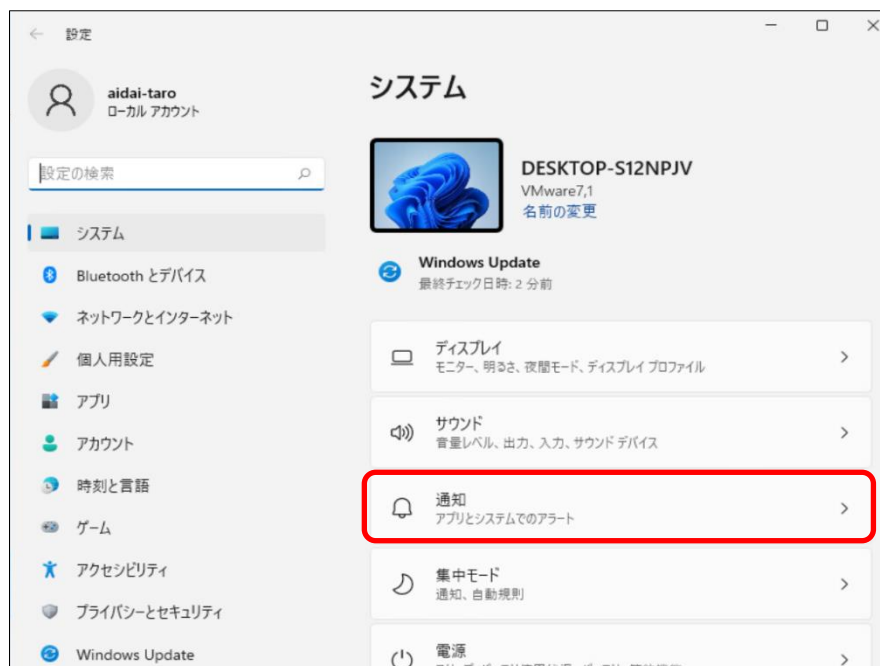 設定
aidai-taro
ローカル アカウント
設定の検索
システム
Bluetooth とデバイス
ネットワークとインターネット
個人用設定
アプリ
アカウント
時刻と言語
ゲーム
アクセシビリティ
プライバシーとセキュリティ
Windows Update
システム
DESKTOP-S12NPJV
VMware7,1
名前の変更
Windows Update
最終チェック日時: 2 分前
ディスプレイ
モニター、明るさ、夜間モード、ディスプレイ プロファイル
サウンド
音量レベル、出力、入力、サウンド デバイス
通知
アプリとシステムでのアラート
集中モード
通知、自動規則
電源